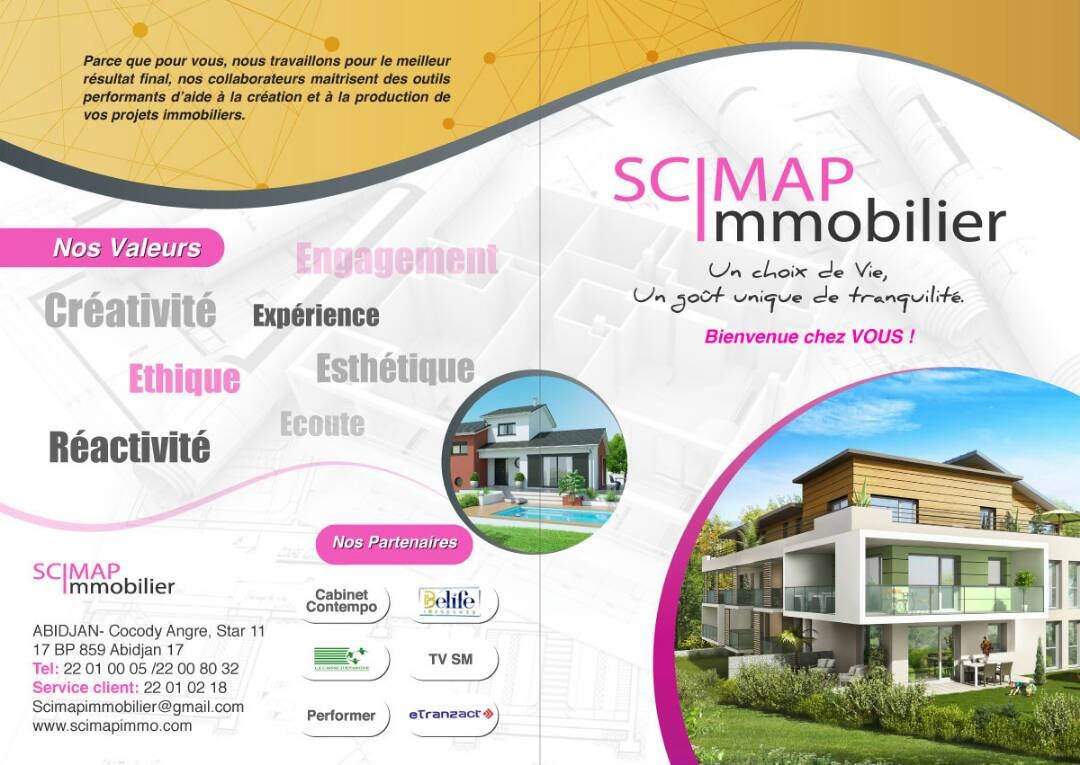 Parce que pour vous, nous travaillons pour le meilleur
résultat final, nos collaborateurs maitrisent des outils
performants d'aide à la création et à la production de
vos projets immobiliers.
Nos Valeurs
Engagement
Créativité
Expérience
Ethique
Esthétique
Ecoute
Réactivité
Nos Partenaires
Cabinet
Contempo
Belife
TV SM
Performer
eTranzact
SCIMAP
Immobilier
ABIDJAN- Cocody Angre, Star 11
17 BP 859 Abidjan 17
Tel: 22 01 00 05 /22 00 80 32
Service client: 22 01 02 18
Scimapimmobilier@gmail.com
www.scimapimmo.com
SCIMAP
Immobilier
Un choix de Vie,
Un goût unique de tranquilité.
Bienvenue chez VOUS !